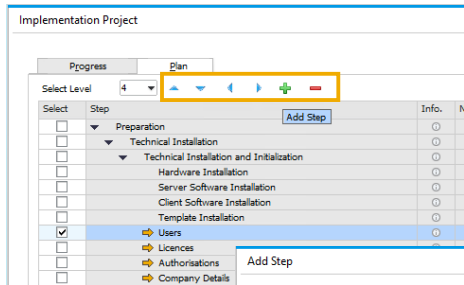 Implementation Project
Progress Plan
Select Level 4
Add Step
Select Step Info.
Preparation
Technical Installation
Technical Installation and Initialization
Hardware Installation
Server Software Installation
Client Software Installation
Template Installation
Users
Licences
Authorisations
Company Details
Add Step